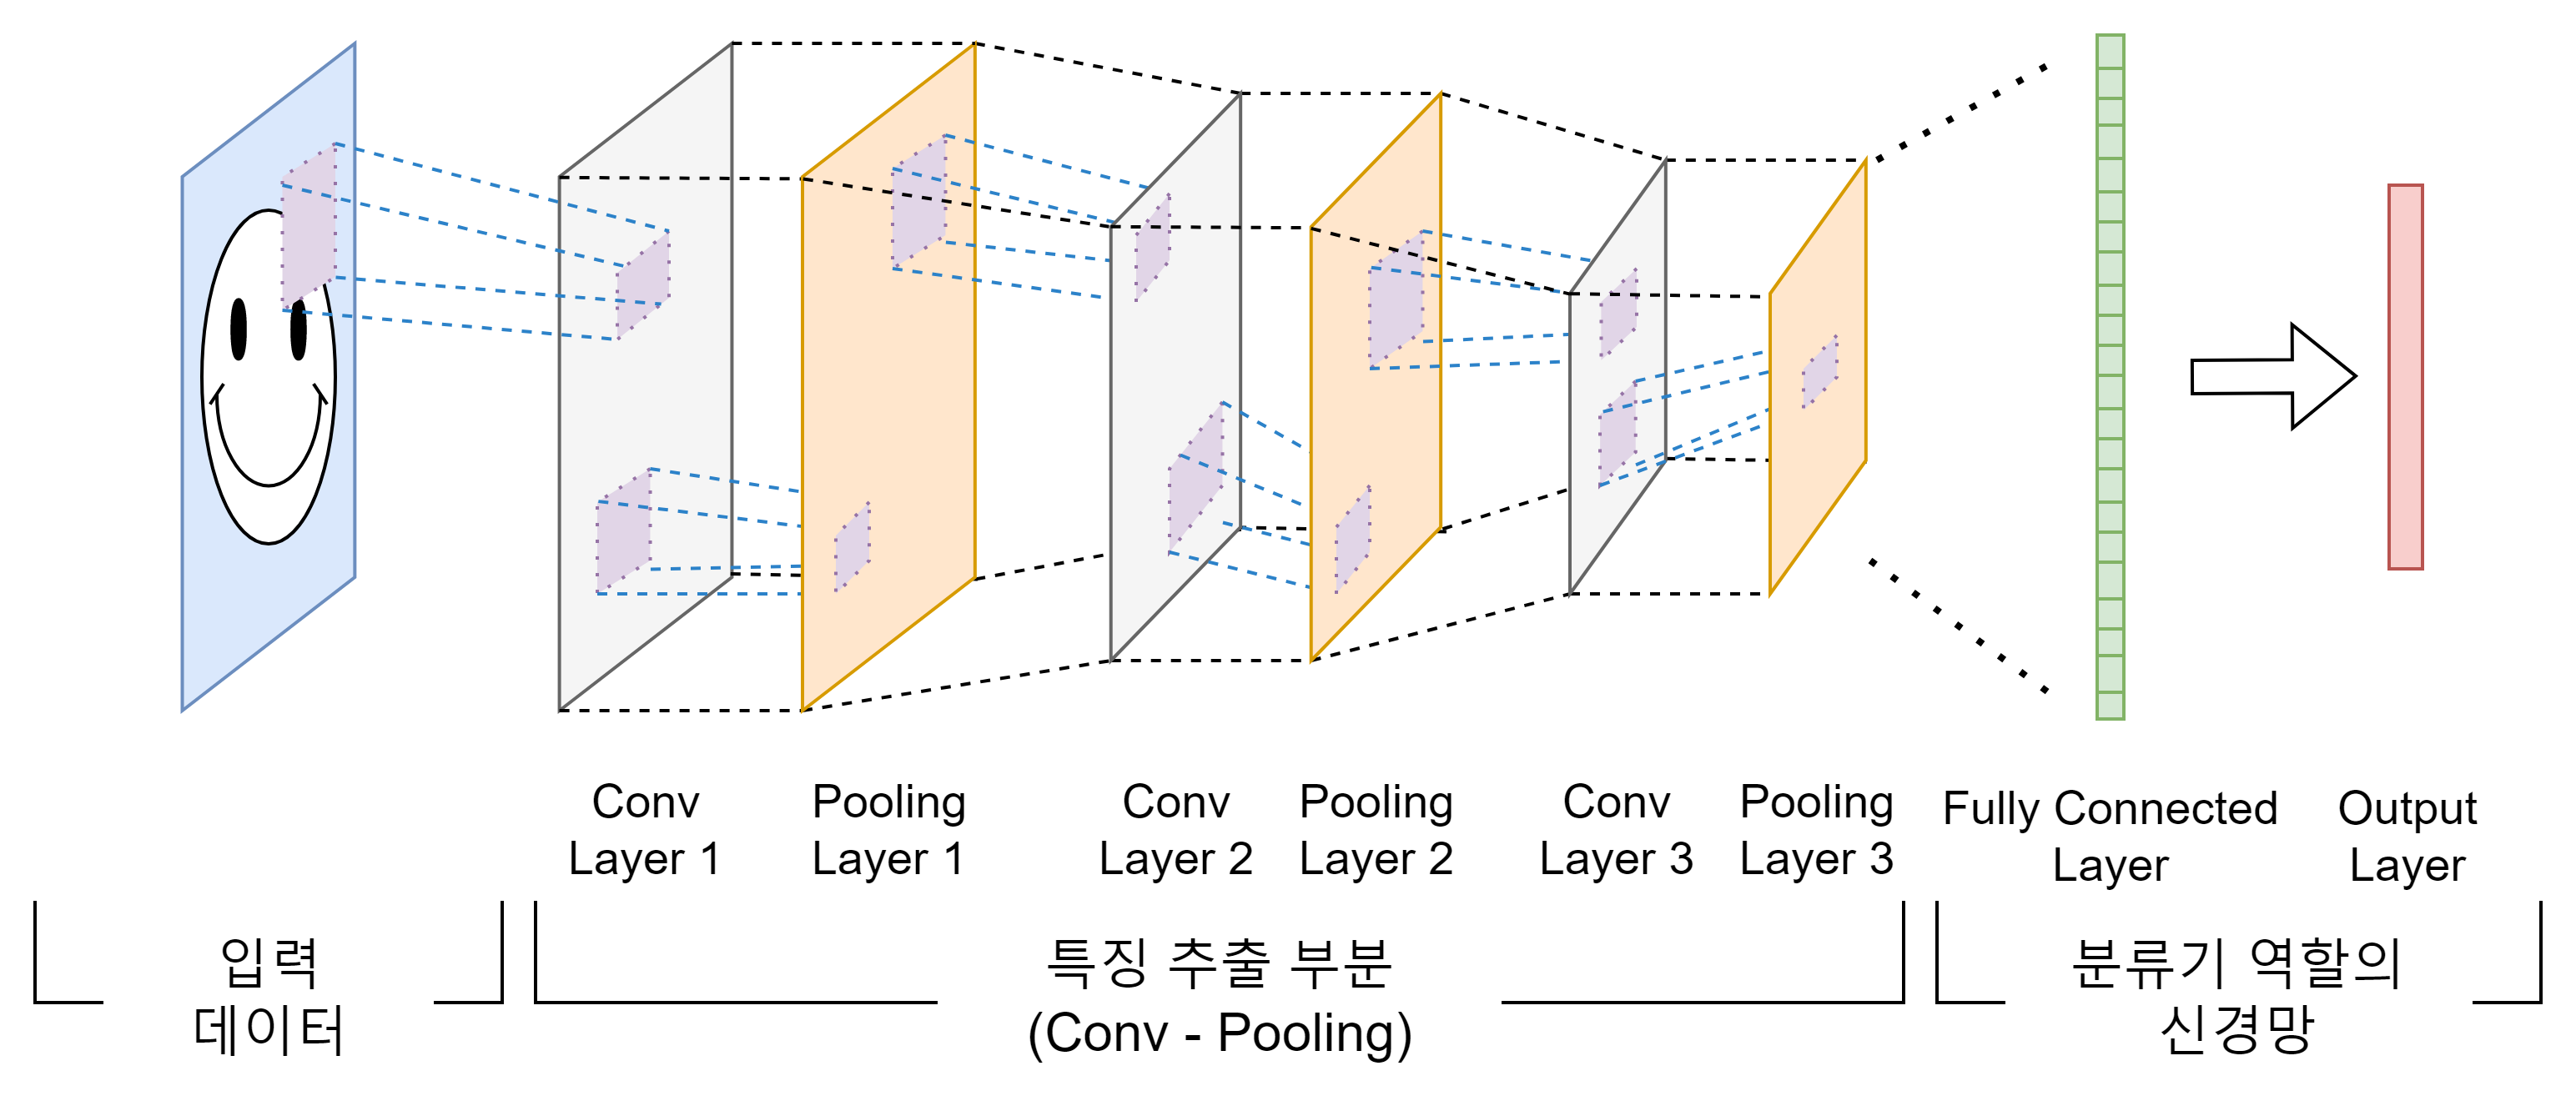 Conv
Layer 1
Pooling
Layer 1
Conv
Layer 2
Pooling
Layer 2
Conv
Layer 3
Pooling
Layer 3
Fully Connected
Layer
Output
Layer
입력
데이터
특징 추출 부분
(Conv - Pooling)
분류기 역할의
신경망